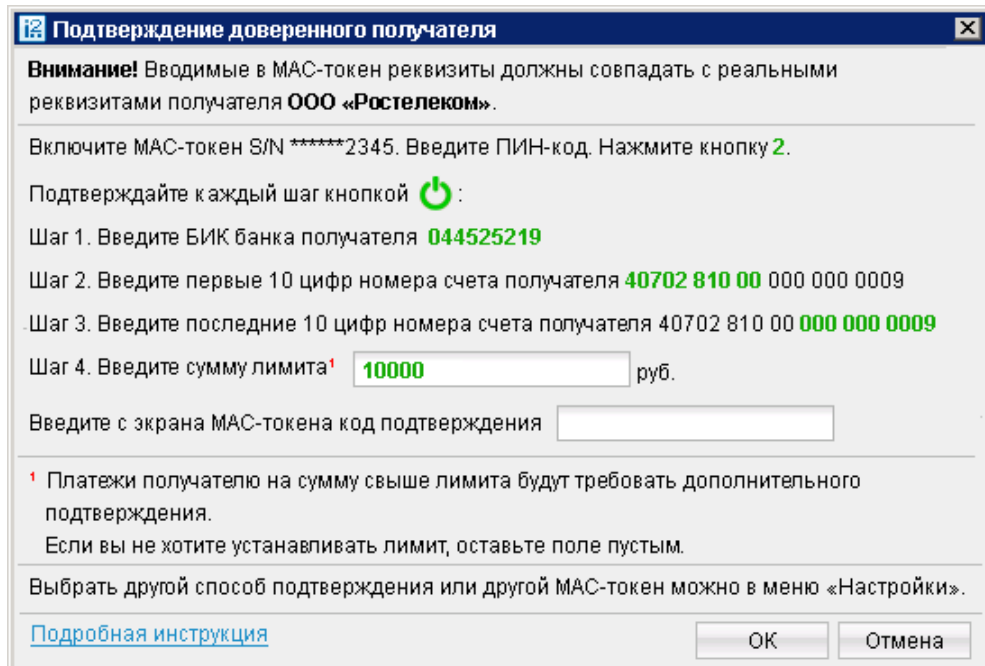 i2 Подтверждение доверенного получателя
Внимание! Вводимые в МАС-токен реквизиты должны совпадать с реальными
реквизитами получателя ООО «Ростелеком».
Включите МАС-токен S/N ******2345. Введите ПИН-код. Нажмите кнопку 2.
Подтверждайте каждый шаг кнопкой :
Шаг 1. Введите БИК банка получателя 044525219
Шаг 2. Введите первые 10 цифр номера счета получателя 40702 810 00 000 000 0009
Шаг 3. Введите последние 10 цифр номера счета получателя 40702 810 00 000 000 0009
Шаг 4. Введите сумму лимита¹ 10000 руб.
Введите с экрана МАС-токена код подтверждения
¹ Платежи получателю на сумму свыше лимита будут требовать дополнительного
подтверждения.
Если вы не хотите устанавливать лимит, оставьте поле пустым.
Выбрать другой способ подтверждения или другой МАС-токен можно в меню «Настройки».
Подробная инструкция ОК Отмена